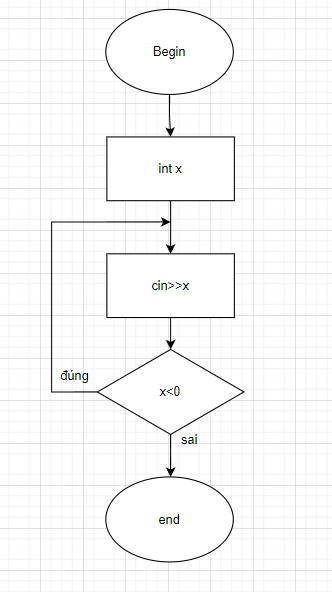 Begin
int x
cin>>x
đúng
x<0
sai
end